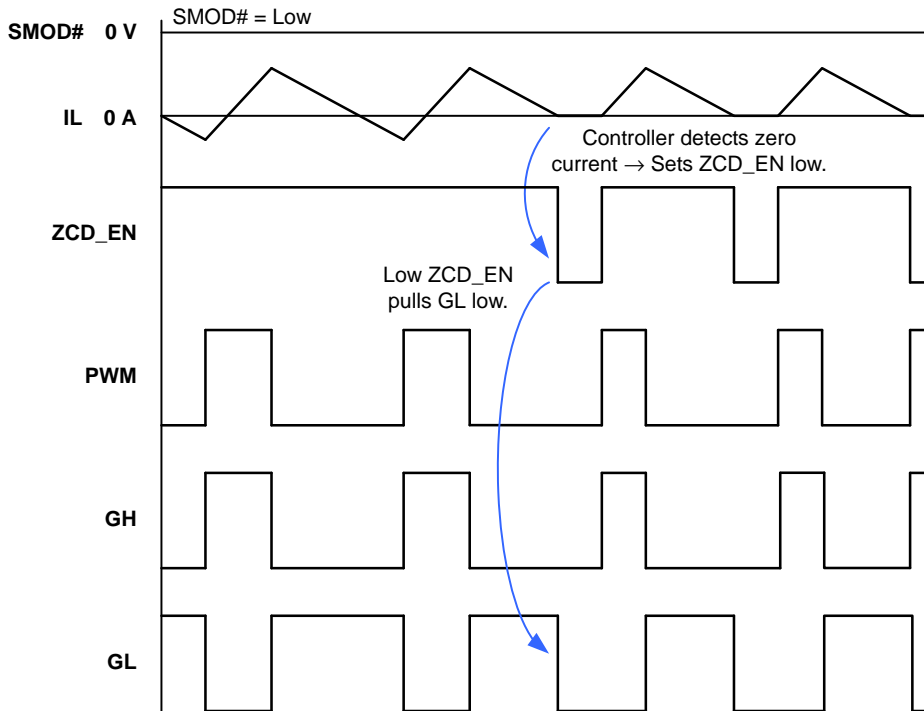 SMOD# = Low
SMOD# 0 V
IL 0 A
Controller detects zero
current → Sets ZCD_EN low.
ZCD_EN
Low ZCD_EN
pulls GL low.
PWM
GH
GL